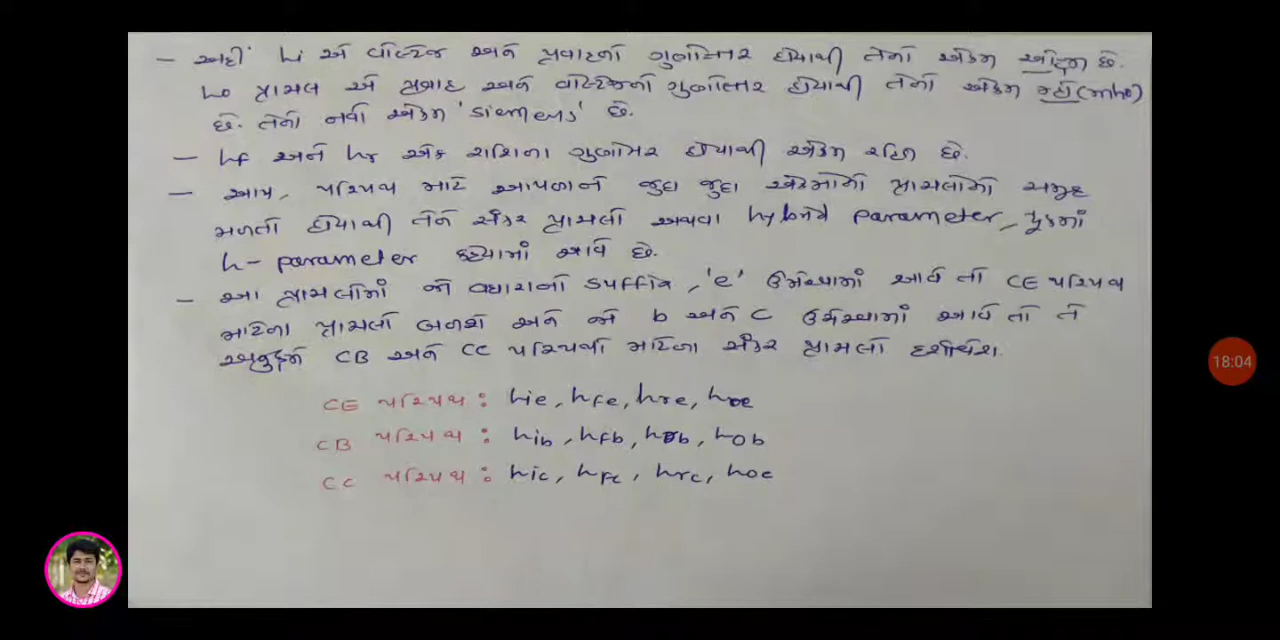 - અહીં hi એ વોલ્ટેજ અને પ્રવાહનો ગુણોત્તર હોવાથી તેનો એકમ ઓહમ છે.
ho પ્રાચલ એ પ્રવાહ અને વોલ્ટેજનો ગુણોત્તર હોવાથી તેનો એકમ મ્હો (mho)
છે. તેનો નવો એકમ 'siemens' છે.
- hf અને hr એક રાશિના ગુણોત્તર હોવાથી એકમ રહિત છે.
- આમ, પરિપથ માટે આપણને જુદા જુદા એકમોના પ્રાચલોનો સમૂહ
મળતો હોવાથી તેને સંકર પ્રાચલો અથવા hybrid parameter, ટૂંકમાં
h- parameter કહેવામાં આવે છે.
- આ પ્રાચલોમાં જો વધારાનો suffix, 'e' ઉમેરવામાં આવે તો CE પરિપથ
માટેના પ્રાચલો બનશે અને જો b અને C ઉમેરવામાં આવે તો તે
અનુક્રમે CB અને CC પરિપથો માટેના સંકર પ્રાચલો દર્શાવશે.
CE પરિપથ : hie, hfe, hre, hoe
CB પરિપથ : hib, hfb, hrb, hob
CC પરિપથ : hic, hfc, hrc, hoc
18:04